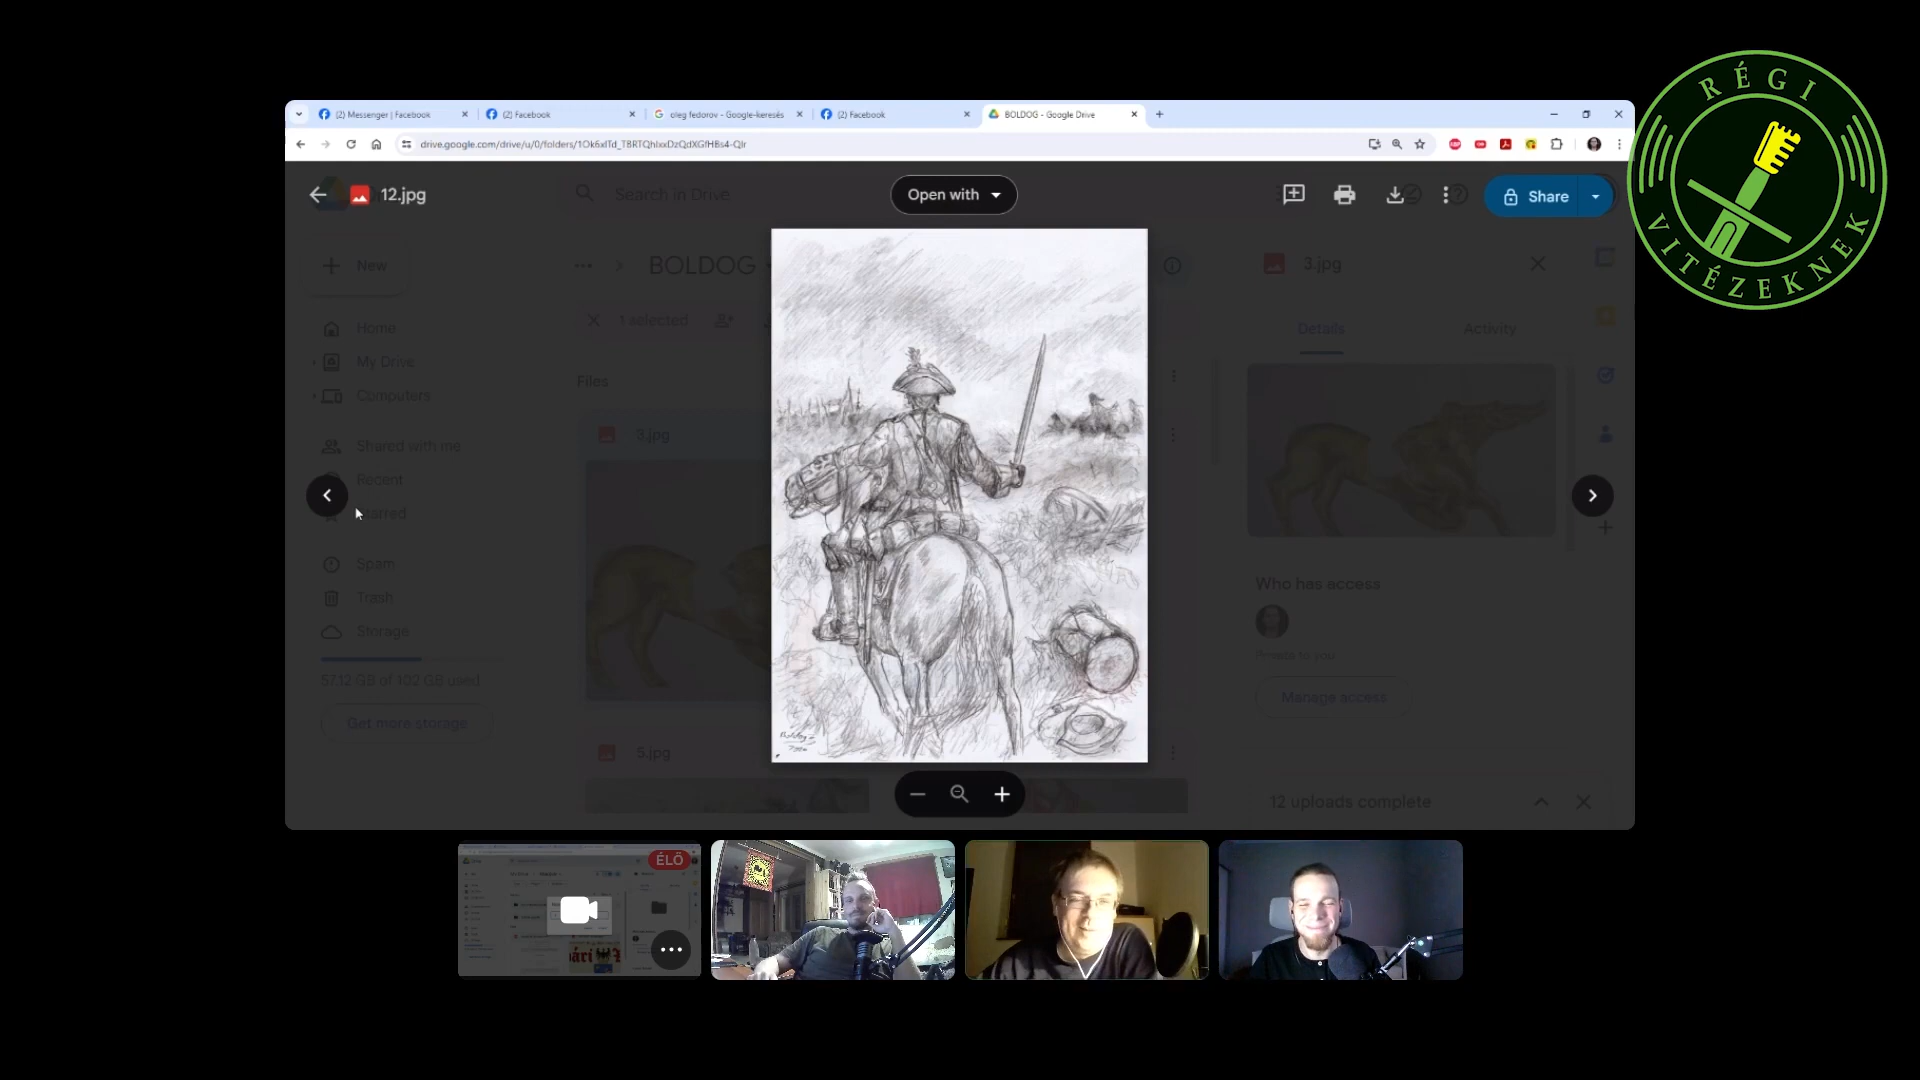 (2) Messenger | Facebook
(2) Facebook
oleg fedorov - Google-keresés
(2) Facebook
BOLDOG - Google Drive
drive.google.com/drive/u/0/folders/1Ok6xITd_T8RTQhIxxDzQdXGfHBs4-QIr
12.jpg
Search in Drive
Open with
Share
New
BOLDOG
3.jpg
1 selected
Home
Details
Activity
My Drive
Files
Computers
3.jpg
Shared with me
Recent
Starred
Spam
Who has access
Trash
Storage
Private to you
57.12 GB of 102 GB used
Manage access
Get more storage
5.jpg
12 uploads complete
ÉLŐ
RÉGI
VITÉZEKNEK